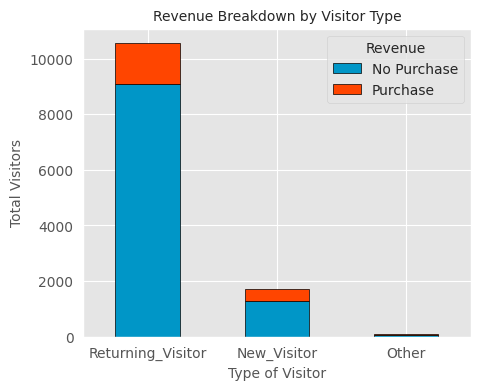 Revenue Breakdown by Visitor Type
Revenue
No Purchase
Purchase
Total Visitors
10000
8000
6000
4000
2000
0
Returning_Visitor
New_Visitor
Other
Type of Visitor